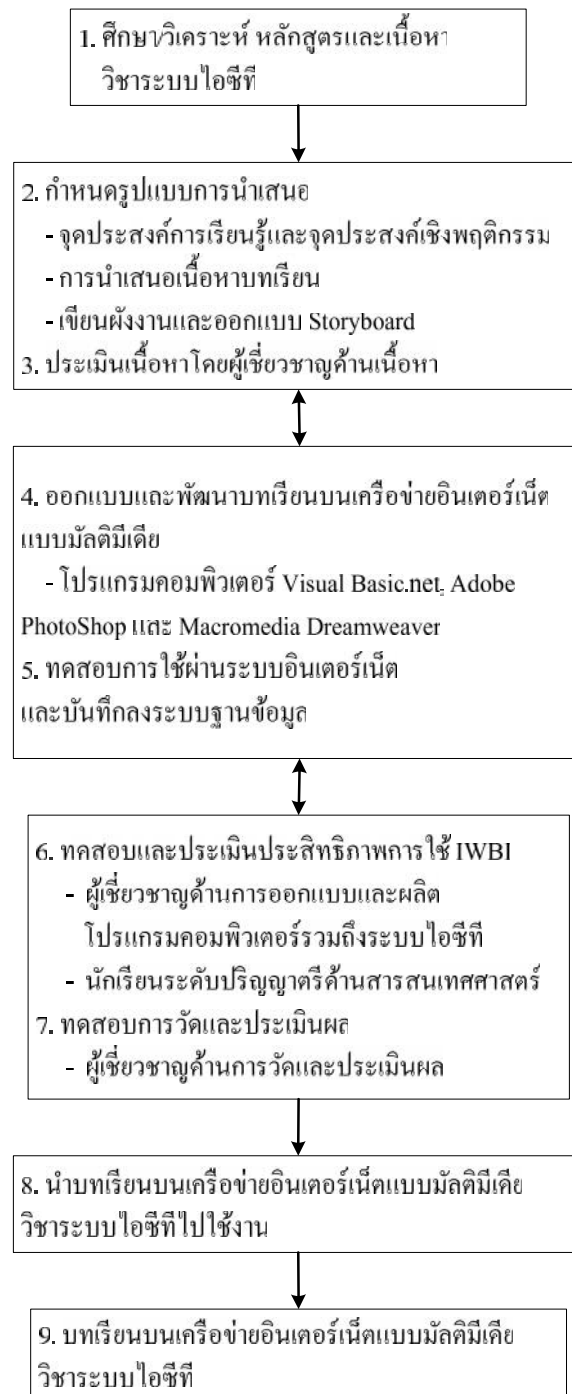 1. ศึกษา/วิเคราะห์ หลักสูตรและเนื้อหา
วิชาระบบไอซีที
2. กำหนดรูปแบบการนำเสนอ
- จุดประสงค์การเรียนรู้และจุดประสงค์เชิงพฤติกรรม
- การนำเสนอเนื้อหาบทเรียน
- เขียนผังงานและออกแบบ Storyboard
3. ประเมินเนื้อหาโดยผู้เชี่ยวชาญด้านเนื้อหา
4. ออกแบบและพัฒนาบทเรียนบนเครือข่ายอินเตอร์เน็ต
แบบมัลติมีเดีย
- โปรแกรมคอมพิวเตอร์ Visual Basic.net, Adobe
PhotoShop และ Macromedia Dreamweaver
5. ทดสอบการใช้ผ่านระบบอินเตอร์เน็ต
และบันทึกลงระบบฐานข้อมูล
6. ทดสอบและประเมินประสิทธิภาพการใช้ IWBI
- ผู้เชี่ยวชาญด้านการออกแบบและผลิต
โปรแกรมคอมพิวเตอร์รวมถึงระบบไอซีที
- นักเรียนระดับปริญญาตรีด้านสารสนเทศศาสตร์
7. ทดสอบการวัดและประเมินผล
- ผู้เชี่ยวชาญด้านการวัดและประเมินผล
8. นำบทเรียนบนเครือข่ายอินเตอร์เน็ตแบบมัลติมีเดีย
วิชาระบบไอซีทีไปใช้งาน
9. บทเรียนบนเครือข่ายอินเตอร์เน็ตแบบมัลติมีเดีย
วิชาระบบไอซีที